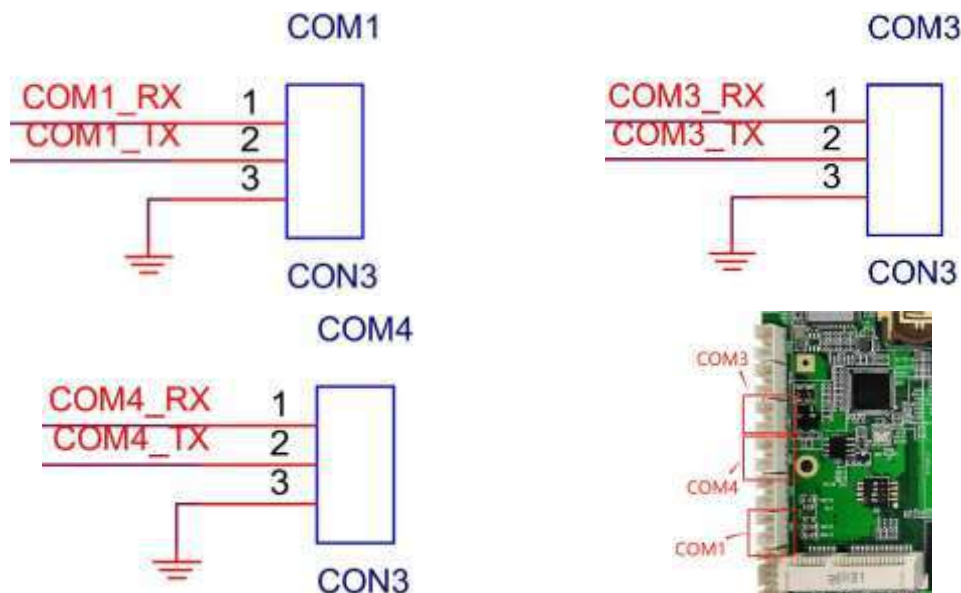 COM1
COM1_RX 1
COM1_TX 2
3
CON3
COM3
COM3_RX 1
COM3_TX 2
3
CON3
COM4
COM4_RX 1
COM4_TX 2
3
CON3
COM3
COM4
COM1